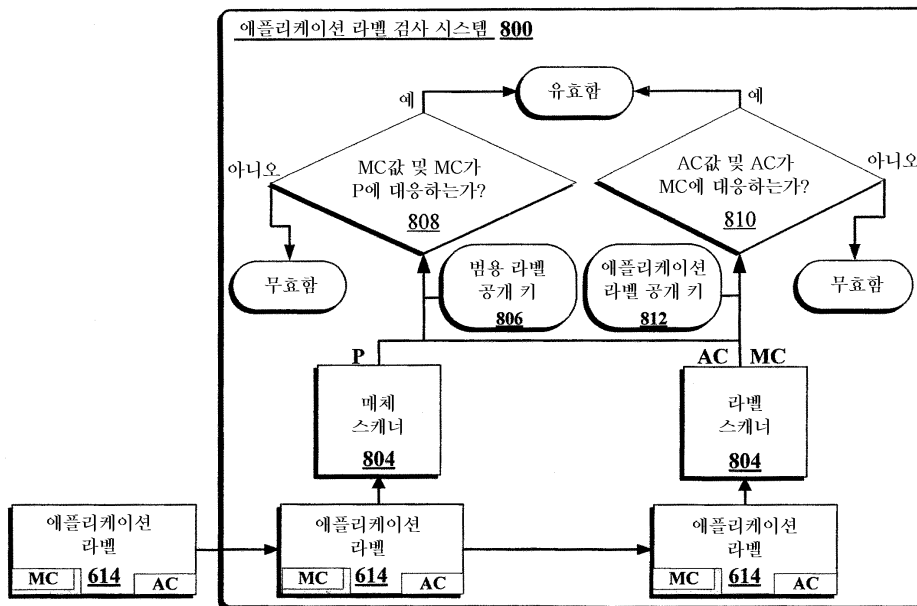 애플리케이션 라벨 검사 시스템 800
유효함
예
예
아니오
MC값 및 MC가
P에 대응하는가?
808
AC값 및 AC가
MC에 대응하는가?
810
아니오
무효함
범용 라벨
공개 키
806
애플리케이션
라벨 공개 키
812
무효함
P
AC
MC
매체
스캐너
804
라벨
스캐너
804
애플리케이션
라벨
MC
614
AC
애플리케이션
라벨
MC
614
AC
애플리케이션
라벨
MC
614
AC